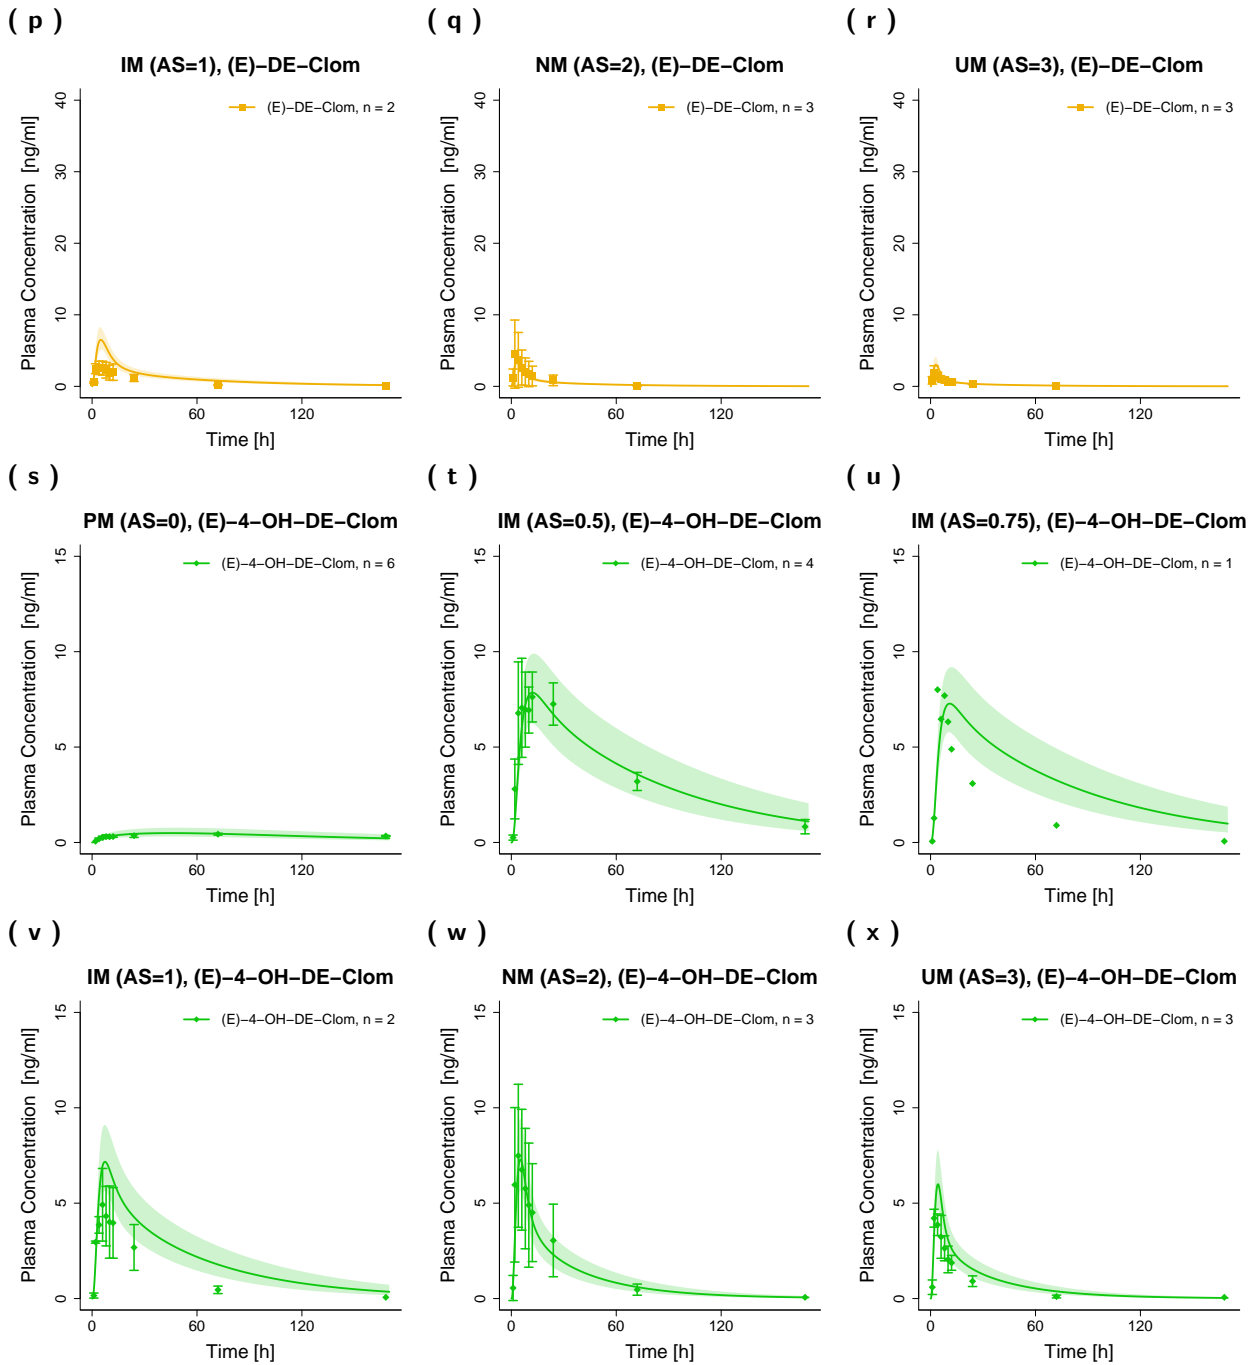 ( p )
IM (AS=1), (E)−DE−Clom
(E)−DE−Clom, n = 2
Plasma Concentration [ng/ml]
40
30
20
10
0
0 60 120
Time [h]
( q )
NM (AS=2), (E)−DE−Clom
(E)−DE−Clom, n = 3
Plasma Concentration [ng/ml]
40
30
20
10
0
0 60 120
Time [h]
( r )
UM (AS=3), (E)−DE−Clom
(E)−DE−Clom, n = 3
Plasma Concentration [ng/ml]
40
30
20
10
0
0 60 120
Time [h]
( s )
PM (AS=0), (E)−4−OH−DE−Clom
(E)−4−OH−DE−Clom, n = 6
Plasma Concentration [ng/ml]
15
10
5
0
0 60 120
Time [h]
( t )
IM (AS=0.5), (E)−4−OH−DE−Clom
(E)−4−OH−DE−Clom, n = 4
Plasma Concentration [ng/ml]
15
10
5
0
0 60 120
Time [h]
( u )
IM (AS=0.75), (E)−4−OH−DE−Clom
(E)−4−OH−DE−Clom, n = 1
Plasma Concentration [ng/ml]
15
10
5
0
0 60 120
Time [h]
( v )
IM (AS=1), (E)−4−OH−DE−Clom
(E)−4−OH−DE−Clom, n = 2
Plasma Concentration [ng/ml]
15
10
5
0
0 60 120
Time [h]
( w )
NM (AS=2), (E)−4−OH−DE−Clom
(E)−4−OH−DE−Clom, n = 3
Plasma Concentration [ng/ml]
15
10
5
0
0 60 120
Time [h]
( x )
UM (AS=3), (E)−4−OH−DE−Clom
(E)−4−OH−DE−Clom, n = 3
Plasma Concentration [ng/ml]
15
10
5
0
0 60 120
Time [h]